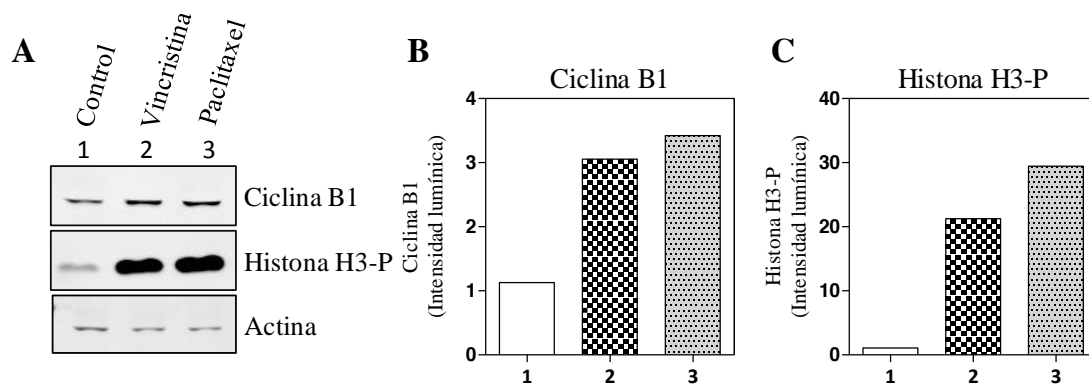 A
Control
Vincristina
Paclitaxel
1 2 3
Ciclina B1
Histona H3-P
Actina
B
Ciclina B1
Ciclina B1
(Intensidad lumínica)
4
3
2
1
0
1 2 3
C
Histona H3-P
Histona H3-P
(Intensidad lumínica)
40
30
20
10
0
1 2 3